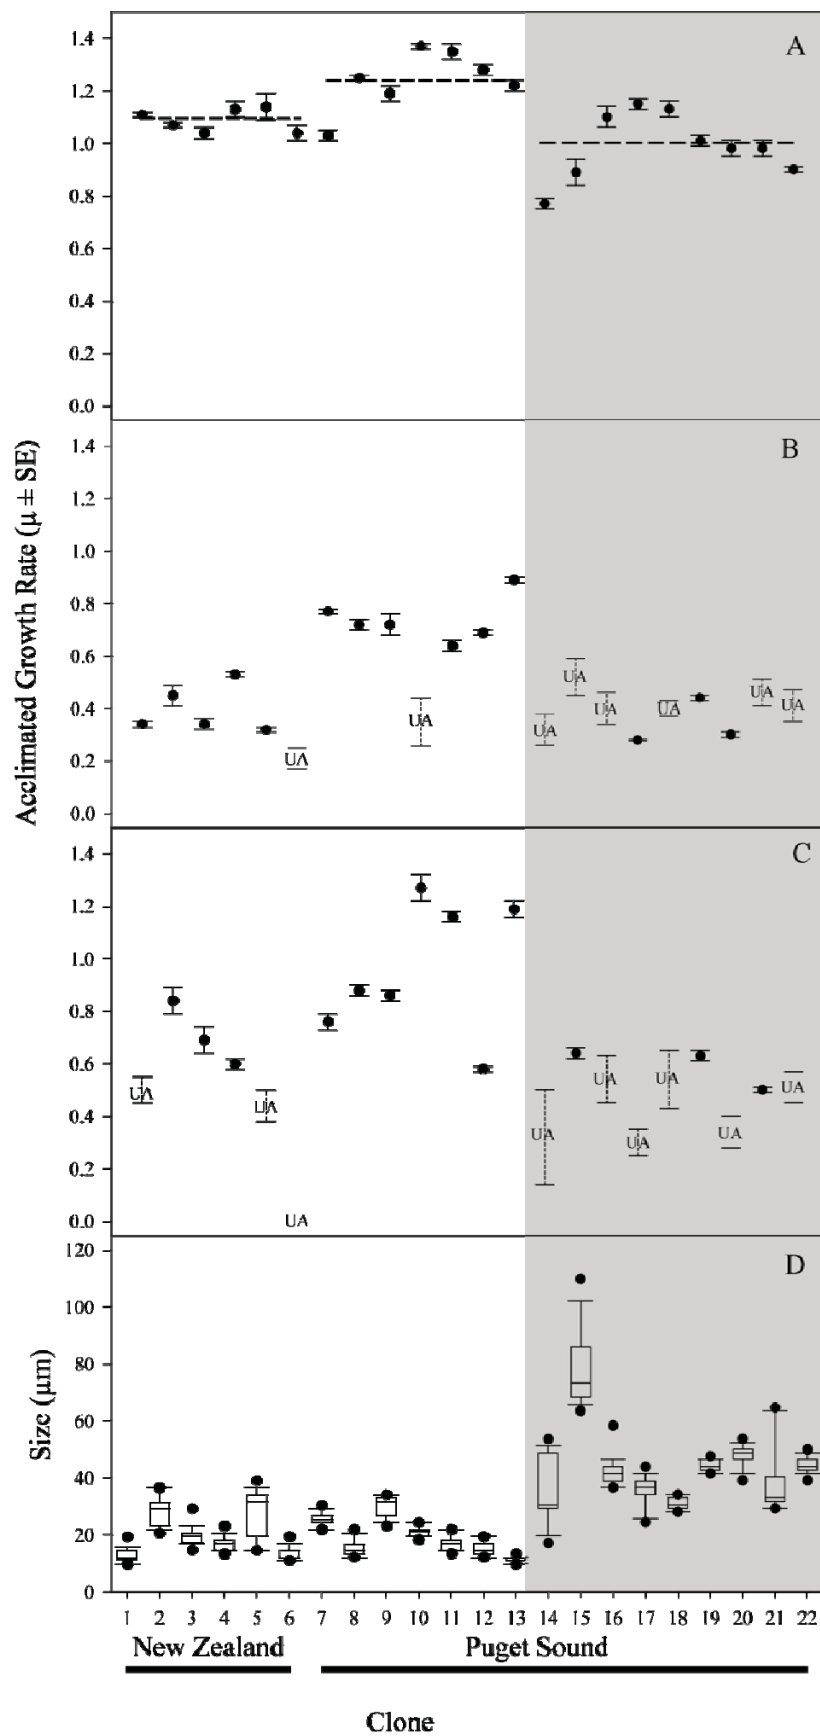 A
1.4
1.2
1.0
0.8
0.6
0.4
0.2
0.0
B
1.4
1.2
1.0
0.8
0.6
0.4
0.2
0.0
UA
UA
UA
UA
UA
UA
UA
UA
Acclimated Growth Rate (μ ± SE)
C
1.4
1.2
1.0
0.8
0.6
0.4
0.2
0.0
UA
UA
UA
UA
UA
UA
UA
UA
UA
D
120
100
80
60
40
20
0
Size (μm)
1 2 3 4 5 6 7 8 9 10 11 12 13 14 15 16 17 18 19 20 21 22
New Zealand Puget Sound
Clone